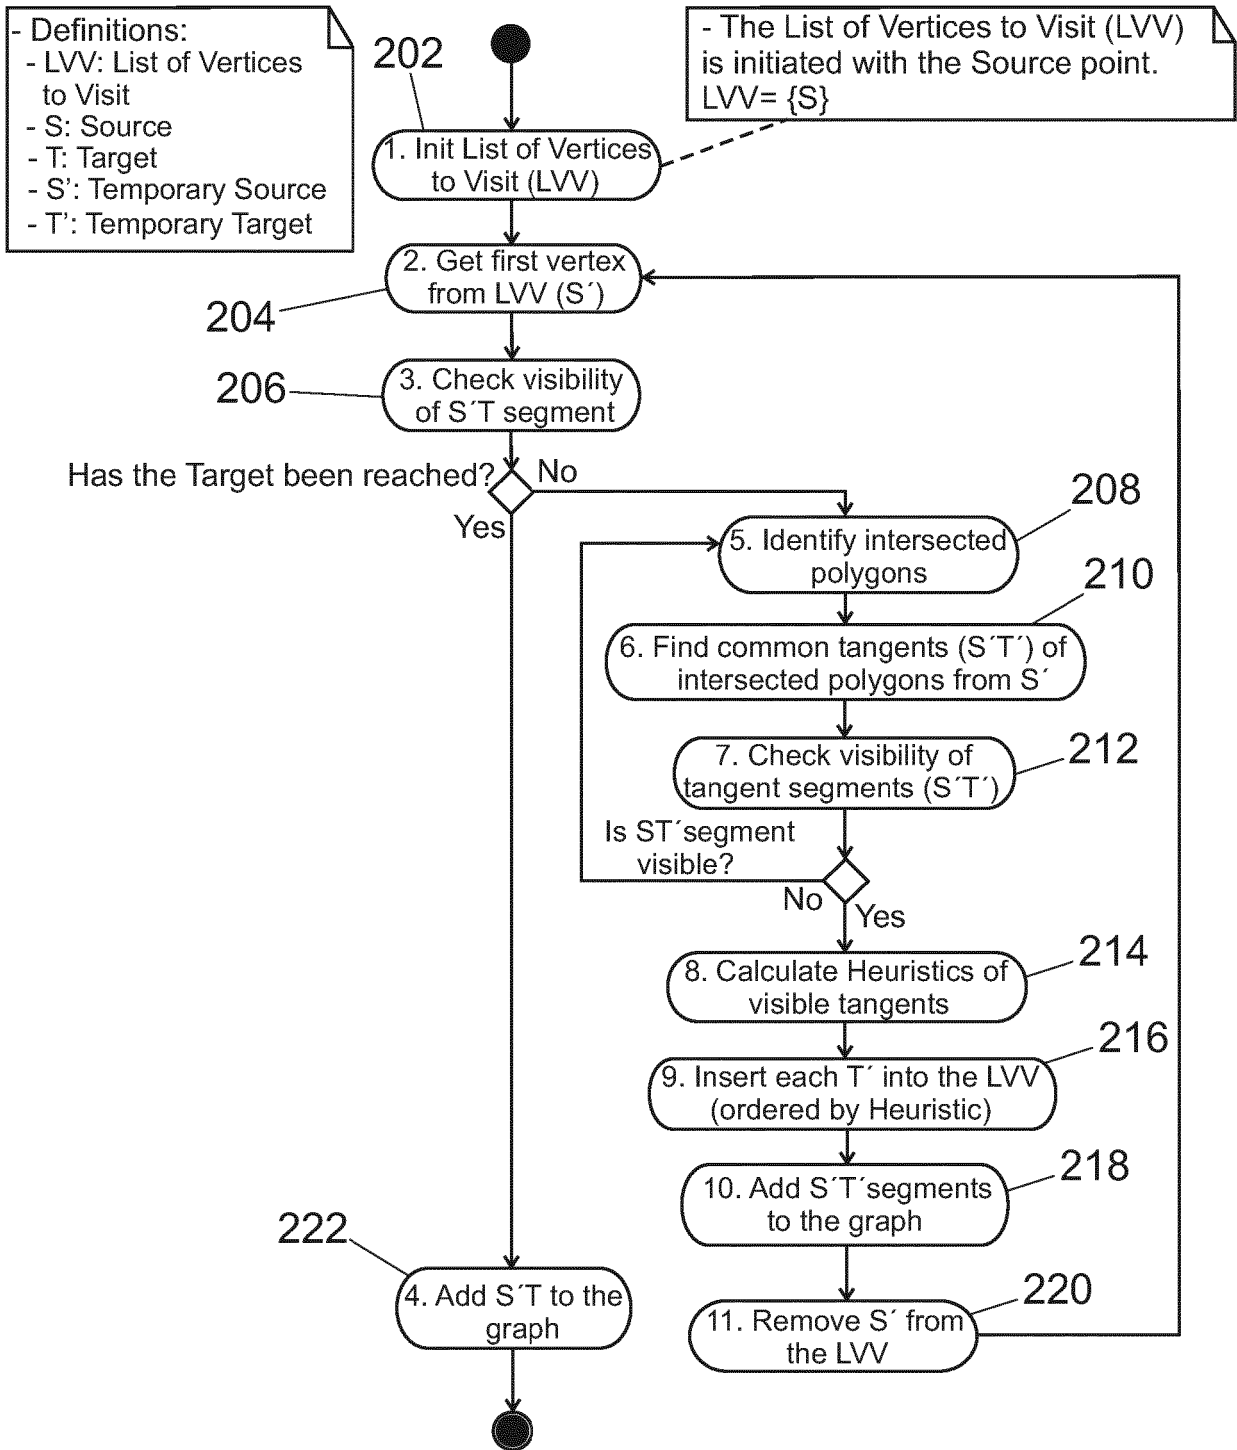 - Definitions:
- LVV: List of Vertices
to Visit
- S: Source
- T: Target
- S’: Temporary Source
- T’: Temporary Target
202
- The List of Vertices to Visit (LVV)
is initiated with the Source point.
LVV= {S}
1. Init List of Vertices
to Visit (LVV)
2. Get first vertex
from LVV (S´)
204
3. Check visibility
of S´T segment
206
Has the Target been reached?
No
Yes
208
5. Identify intersected
polygons
210
6. Find common tangents (S´T´) of
intersected polygons from S´
212
7. Check visibility of
tangent segments (S´T´)
Is ST´segment
visible?
No
Yes
214
8. Calculate Heuristics of
visible tangents
216
9. Insert each T´ into the LVV
(ordered by Heuristic)
218
10. Add S´T´segments
to the graph
222
4. Add S´T to the
graph
220
11. Remove S´ from
the LVV